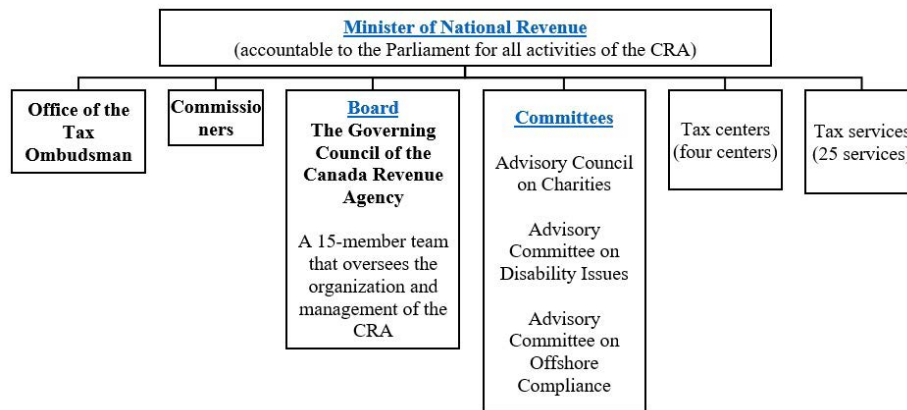 Minister of National Revenue
(accountable to the Parliament for all activities of the CRA)
Office of the
Tax
Ombudsman
Commissio
ners
Board
The Governing
Council of the
Canada Revenue
Agency
A 15-member team
that oversees the
organization and
management of the
CRA
Committees
Advisory Council
on Charities
Advisory
Committee on
Disability Issues
Advisory
Committee on
Offshore
Compliance
Tax centers
(four centers)
Tax services
(25 services)